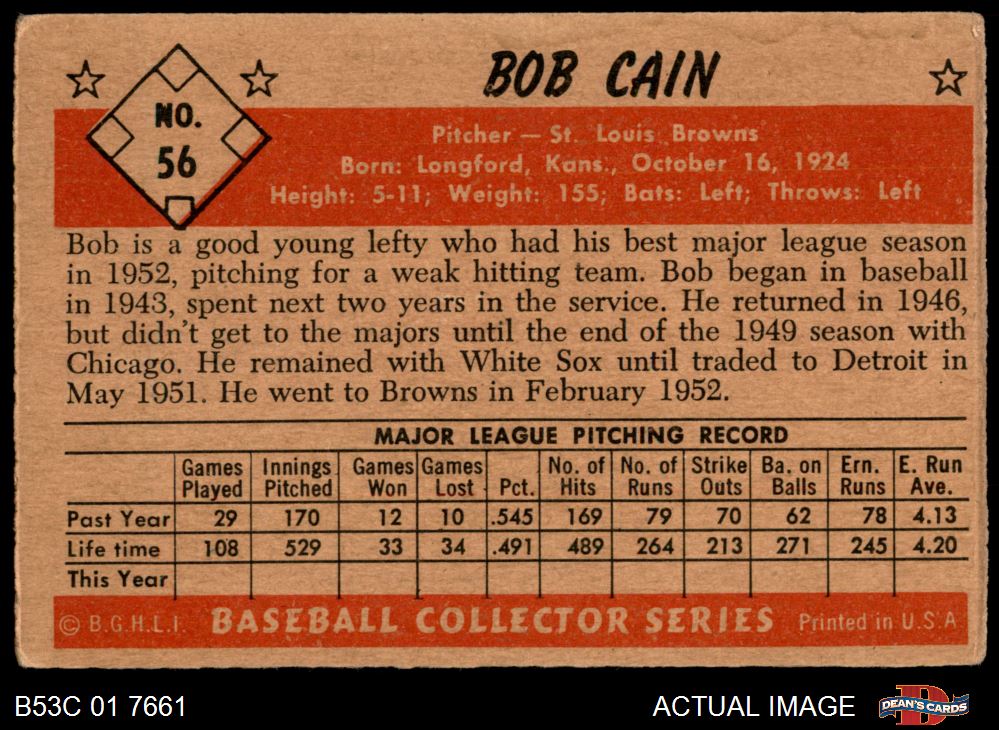 NO.
56
BOB CAIN
Pitcher — St. Louis Browns
Born: Longford, Kans., October 16, 1924
Height: 5-11; Weight: 155; Bats: Left; Throws: Left
Bob is a good young lefty who had his best major league season
in 1952, pitching for a weak hitting team. Bob began in baseball
in 1943, spent next two years in the service. He returned in 1946,
but didn't get to the majors until the end of the 1949 season with
Chicago. He remained with White Sox until traded to Detroit in
May 1951. He went to Browns in February 1952.
MAJOR LEAGUE PITCHING RECORD
Games Played Innings Pitched Games Won Games Lost Pct. No. of Hits No. of Runs Strike Outs Ba. on Balls Ern. Runs E. Run Ave.
Past Year 29 170 12 10 .545 169 79 70 62 78 4.13
Life time 108 529 33 34 .491 489 264 213 271 245 4.20
This Year
© B.G.H.L.I. BASEBALL COLLECTOR SERIES Printed in U.S.A
B53C 01 7661 ACTUAL IMAGE DEAN'S CARDS